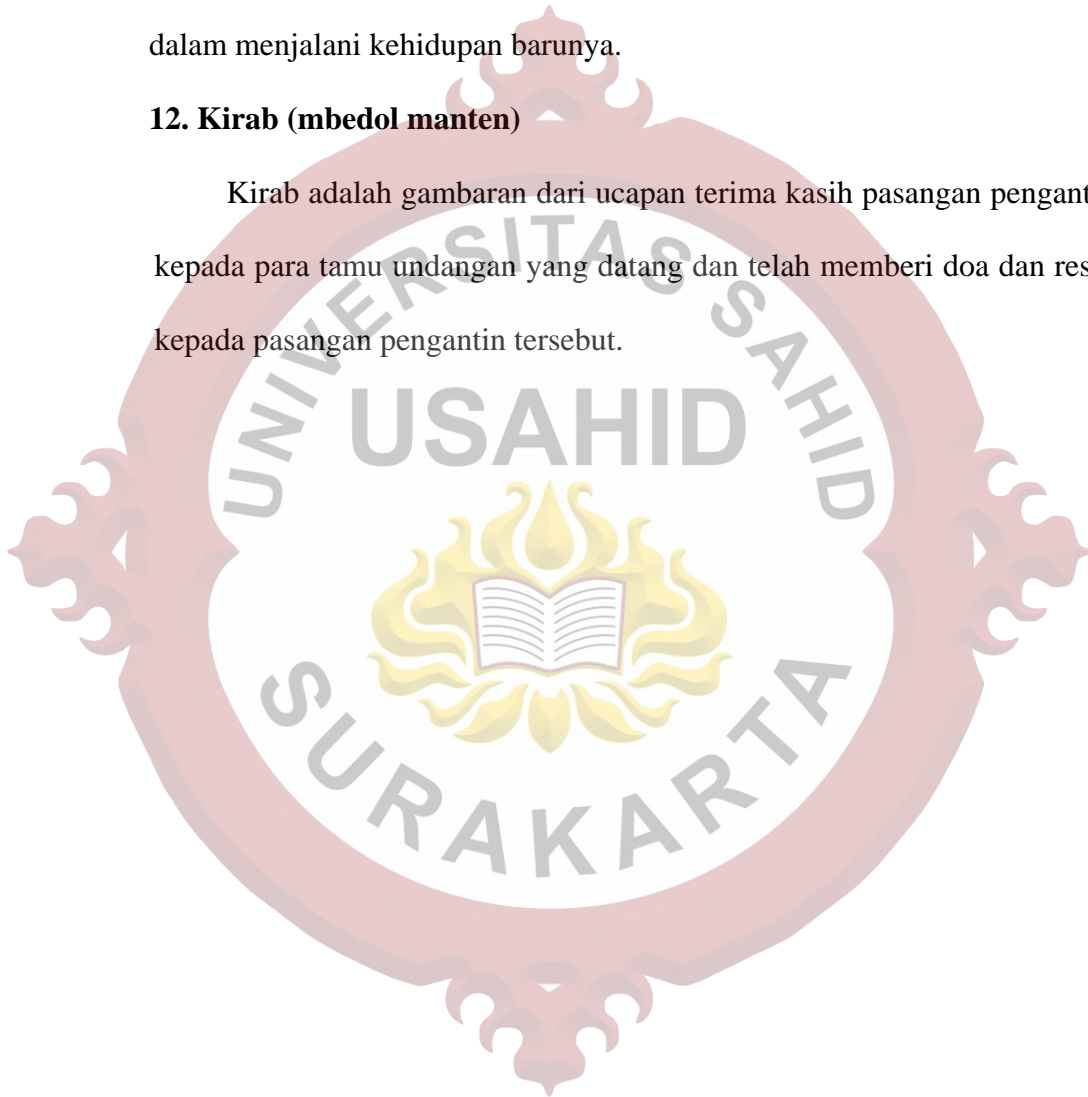 dalam menjalani kehidupan barunya.
12. Kirab (mbedol manten)
Kirab adalah gambaran dari ucapan terima kasih pasangan pengant
kepada para tamu undangan yang datang dan telah memberi doa dan res
kepada pasangan pengantin tersebut.
UNIVERSITAS SAHID
USAHID
SURAKARTA